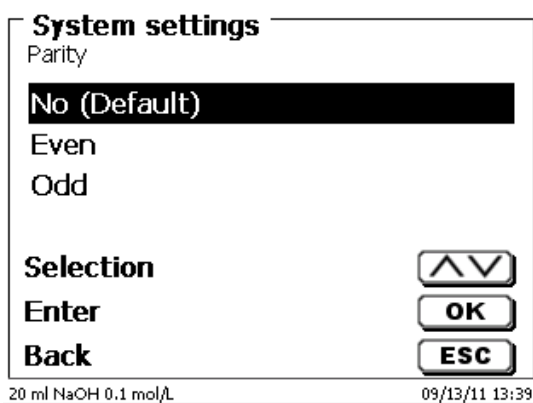 System settings
Parity
No (Default)
Even
Odd
Selection
Enter OK
Back ESC
20 ml NaOH 0.1 mol/L 09/13/11 13:39